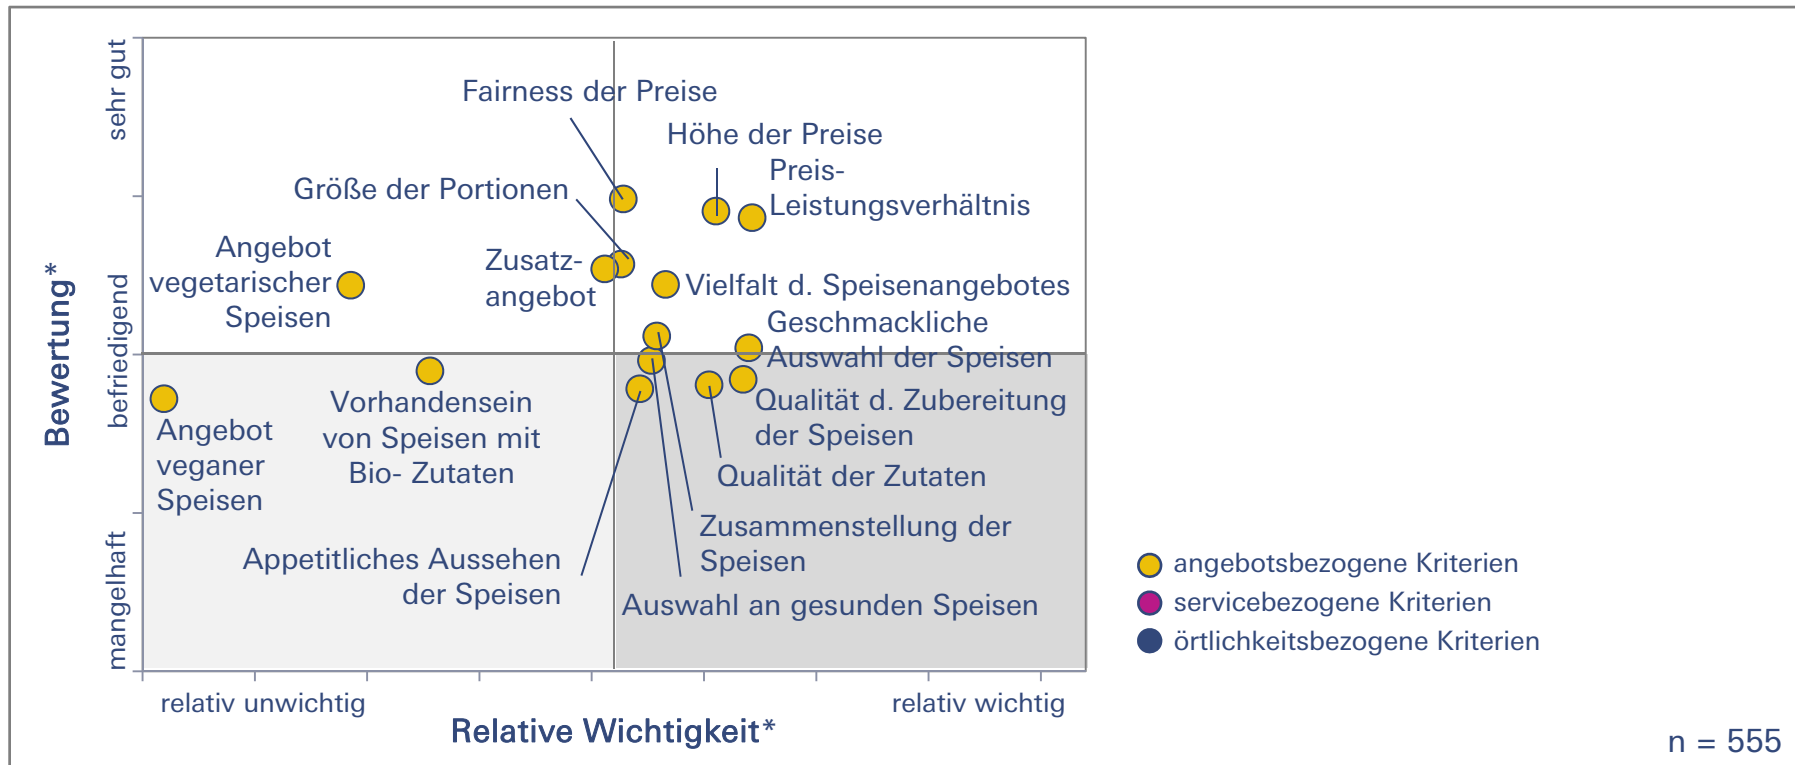 sehr gut
befriedigend
mangelhaft
Bewertung*
Fairness der Preise
Höhe der Preise
Preis-
Leistungsverhältnis
Größe der Portionen
Angebot
vegetarischer
Speisen
Zusatz-
angebot
Vielfalt d. Speisenangebotes
Geschmackliche
Auswahl der Speisen
Vorhandensein
von Speisen mit
Bio- Zutaten
Angebot
veganer
Speisen
Qualität d. Zubereitung
der Speisen
Qualität der Zutaten
Zusammenstellung der
Speisen
Appetitliches Aussehen
der Speisen
Auswahl an gesunden Speisen
angebotsbezogene Kriterien
servicebezogene Kriterien
örtlichkeitsbezogene Kriterien
relativ unwichtig
relativ wichtig
Relative Wichtigkeit*
n = 555